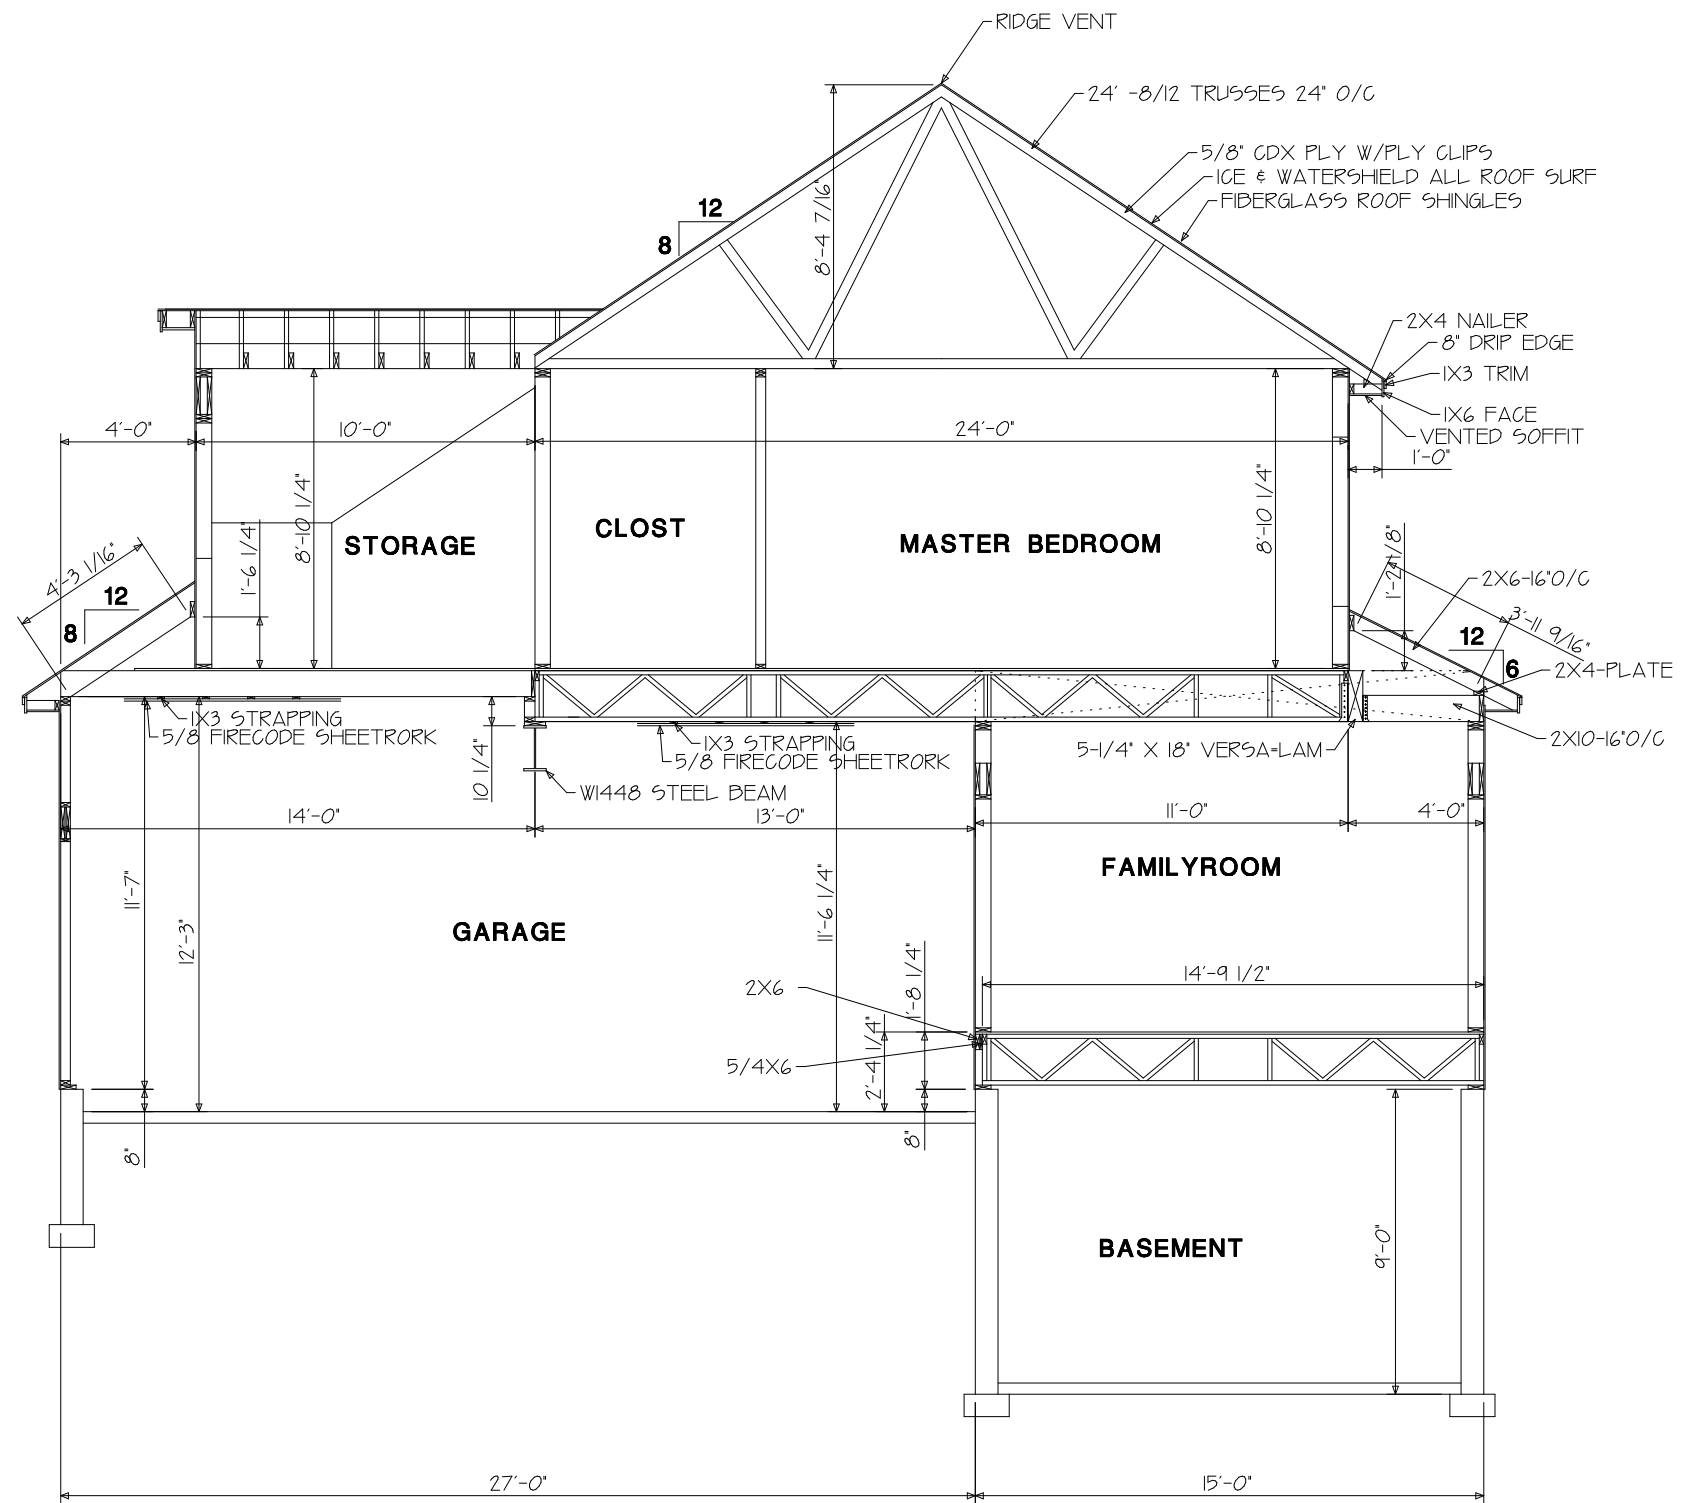 RIDGE VENT
24' -8/12 TRUSSES 24" O/C
5/8" CDX PLY W/PLY CLIPS
ICE & WATERSHIELD ALL ROOF SURF
FIBERGLASS ROOF SHINGLES
12
8
8'-4 7/16"
2X4 NAILER
8" DRIP EDGE
1X3 TRIM
1X6 FACE
VENTED SOFFIT
1'-0"
4'-0"
10'-0"
24'-0"
8'-10 1/4"
8'-10 1/4"
STORAGE
CLOST
MASTER BEDROOM
1'-6 1/4"
4'-3 1/16"
12
8
1'-2 1/8"
2X6-16"O/C
3'-11 9/16"
12
6
2X4-PLATE
2X10-16"O/C
1X3 STRAPPING
5/8 FIRECODE SHEETRORK
1X3 STRAPPING
5/8 FIRECODE SHEETRORK
5-1/4" X 18" VERSA=LAM
10 1/4"
W1448 STEEL BEAM
14'-0"
13'-0"
11'-0"
4'-0"
FAMILYROOM
11'-7"
12'-3"
GARAGE
11'-6 1/4"
14'-9 1/2"
2X6
1'-8 1/4"
5/4X6
2'-4 1/4"
8"
8"
BASEMENT
9'-0"
27'-0"
15'-0"